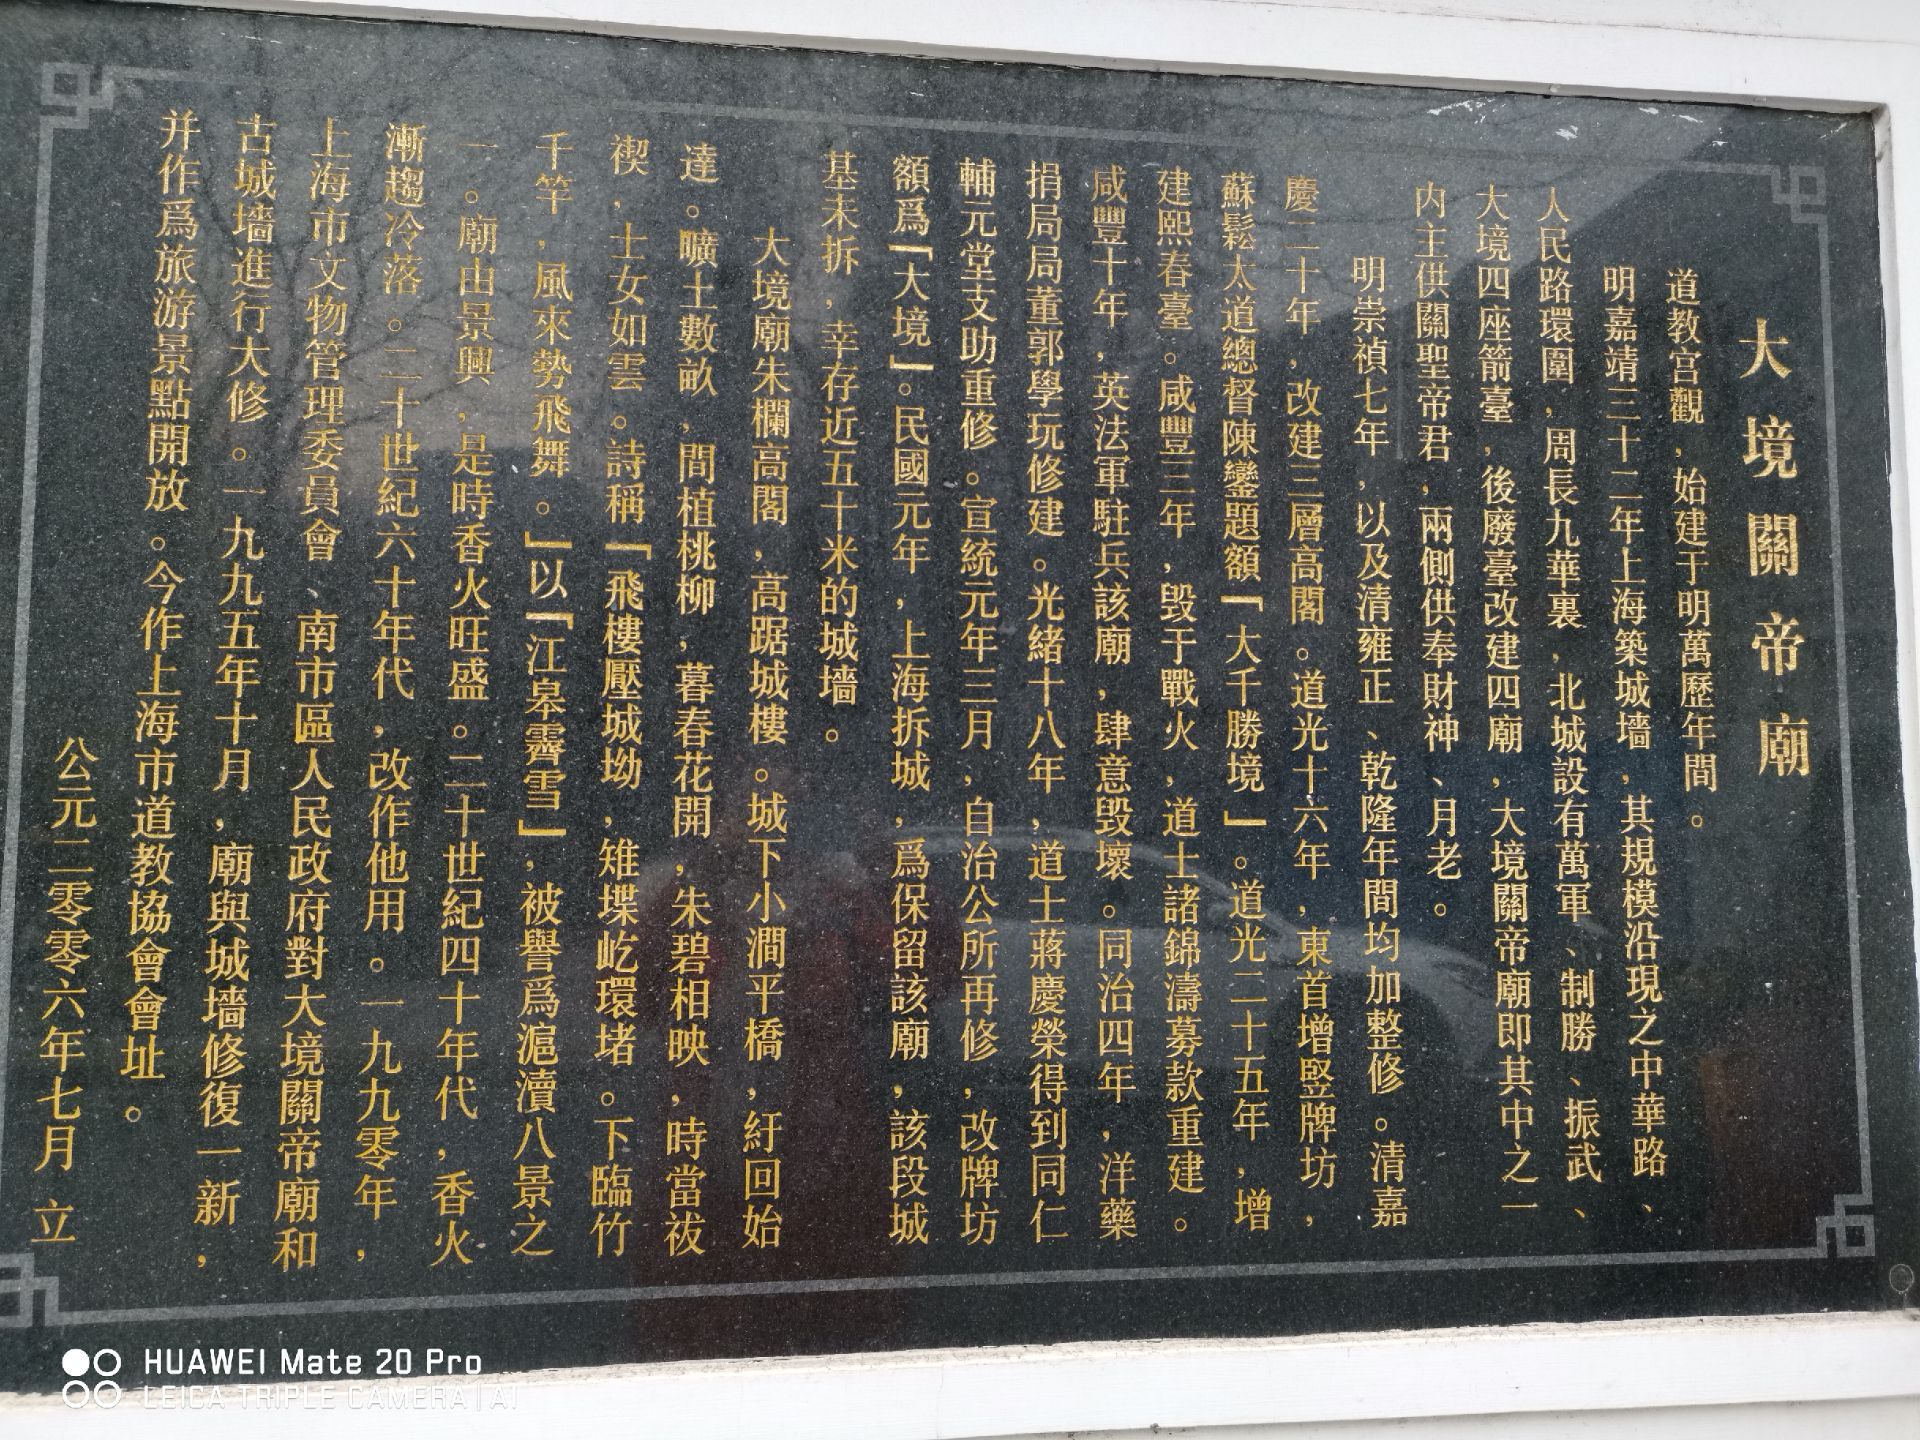 大境關帝廟
道教宮觀，始建于明萬歷年間。
明嘉靖三十二年上海築城墻，其規模沿現之中華路、
人民路環圍，周長九華裏，北城設有萬軍、制勝、振武、
大境四座箭臺，後廢臺改建四廟，大境關帝廟即其中之一
内主供關聖帝君，兩側供奉財神、月老。
明崇禎七年，以及清雍正、乾隆年間均加整修。清嘉
慶二十年，改建三層高閣。道光十六年，東首增竪牌坊，
蘇鬆太道總督陳鑾題額「大千勝境」。道光二十五年，增
建熙春臺。咸豐三年，毁于戰火，道士諸錦濤募款重建。
咸豐十年，英法軍駐兵該廟，肆意毁壞。同治四年，洋藥
捐局局董郭學玩修建。光緒十八年，道士蔣慶榮得到同仁
輔元堂支助重修。宣統元年三月，自治公所再修，改牌坊
額爲「大境」。民國元年，上海拆城，爲保留該廟，該段城
基未拆，幸存近五十米的城墻。
大境廟朱欄高閣，高踞城樓。城下小澗平橋，紆回始
達。曠土數畝，間植桃柳，暮春花開，朱碧相映，時當祓
禊，士女如雲。詩稱「飛樓壓城坳，雉堞屹環堵。下臨竹
千竿，風來勢飛舞。」以「江皋霽雪」，被譽爲滬瀆八景之
一。廟由景興，是時香火旺盛。二十世紀四十年代，香火
漸趨冷落。二十世紀六十年代，改作他用。一九九零年，
上海市文物管理委員會、南市區人民政府對大境關帝廟和
古城墻進行大修。一九九五年十月，廟與城墻修復一新，
并作爲旅游景點開放。今作上海市道教協會會址。
公元二零零六年七月 立
HUAWEI Mate 20 Pro
LEICA TRIPLE CAMERA | AI